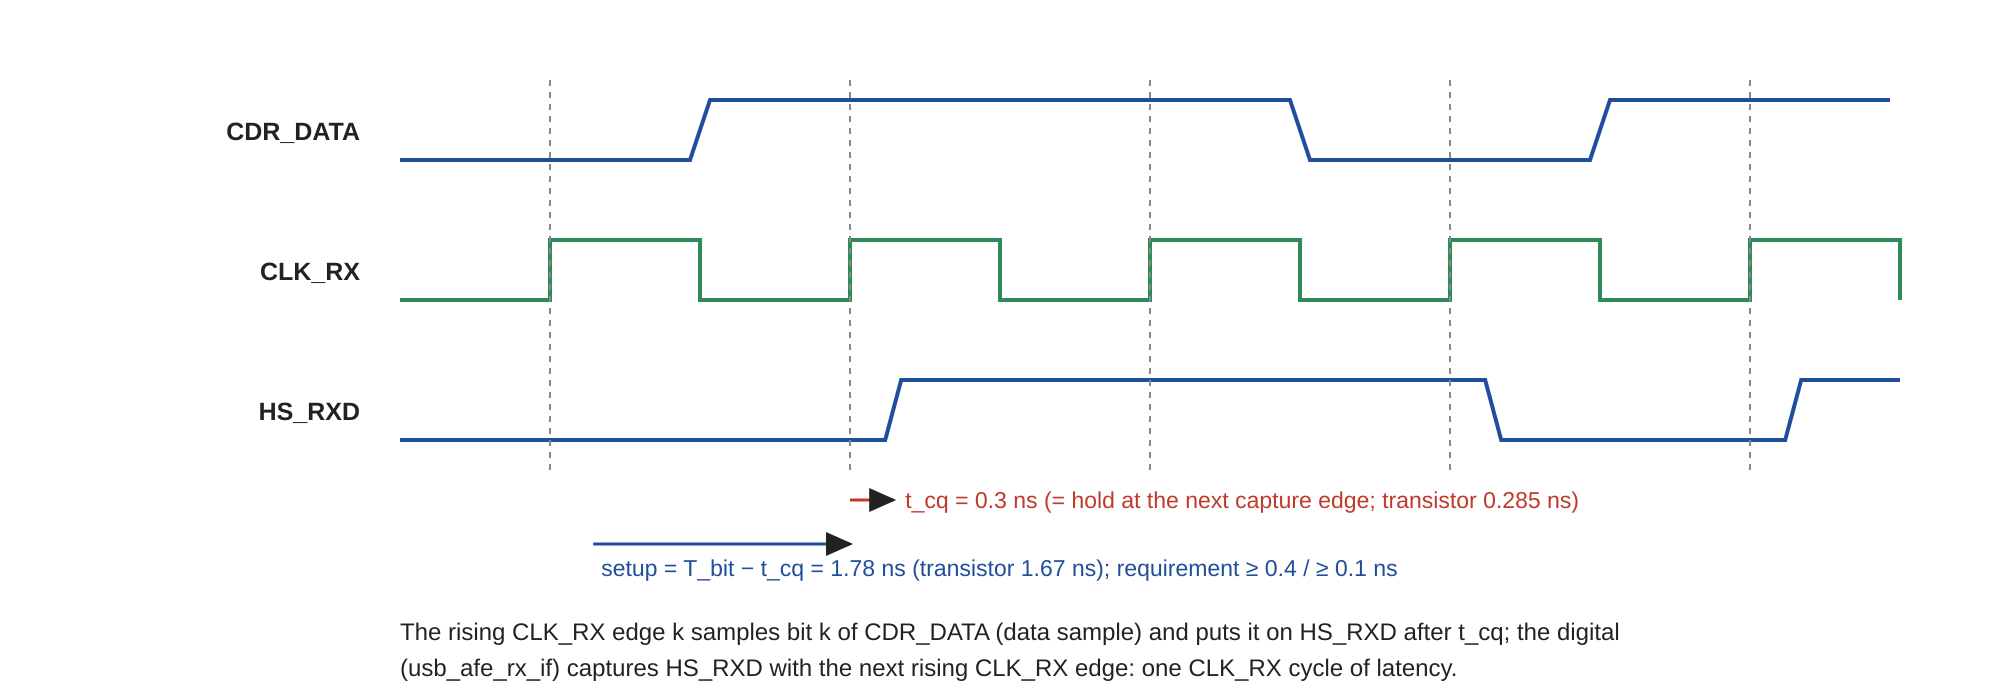 CDR_DATA
CLK_RX
HS_RXD
t_cq = 0.3 ns (= hold at the next capture edge; transistor 0.285 ns)
setup = T_bit − t_cq = 1.78 ns (transistor 1.67 ns); requirement ≥ 0.4 / ≥ 0.1 ns
The rising CLK_RX edge k samples bit k of CDR_DATA (data sample) and puts it on HS_RXD after t_cq; the digital
(usb_afe_rx_if) captures HS_RXD with the next rising CLK_RX edge: one CLK_RX cycle of latency.